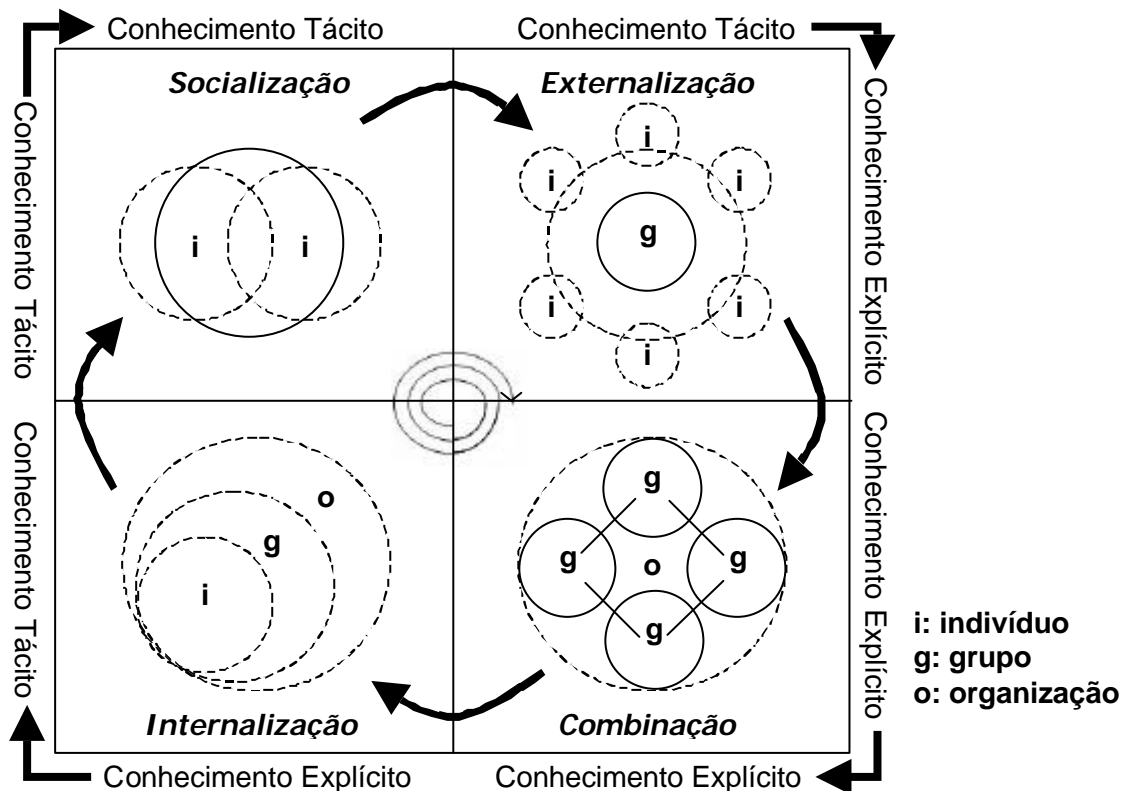 Conhecimento Tácito
Conhecimento Tácito
Socialização
Externalização
Conhecimento Tácito
Conhecimento Explícito
i
i
i
i
i
i
i
i
g
Conhecimento Tácito
Conhecimento Explícito
o
g
i
g
g
o
g
g
i: indivíduo
g: grupo
o: organização
Internalização
Combinação
Conhecimento Explícito
Conhecimento Explícito